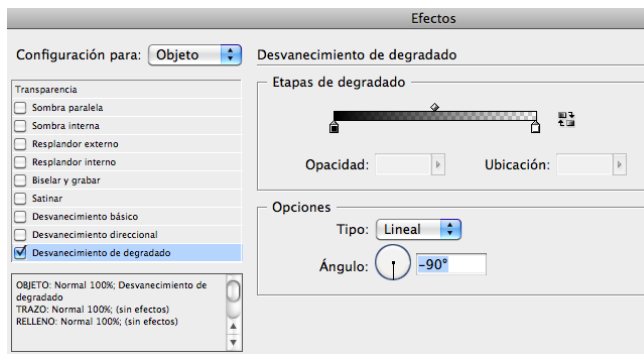 Efectos
Configuración para: Objeto
Transparencia
Sombra paralela
Sombra interna
Resplandor externo
Resplandor interno
Biselar y grabar
Satinar
Desvanecimiento básico
Desvanecimiento direccional
Desvanecimiento de degradado
OBJETO: Normal 100%; Desvanecimiento de
degradado
TRAZO: Normal 100%; (sin efectos)
RELLENO: Normal 100%; (sin efectos)
Desvanecimiento de degradado
Etapas de degradado
Opacidad:
Ubicación:
Opciones
Tipo: Lineal
Ángulo: -90°